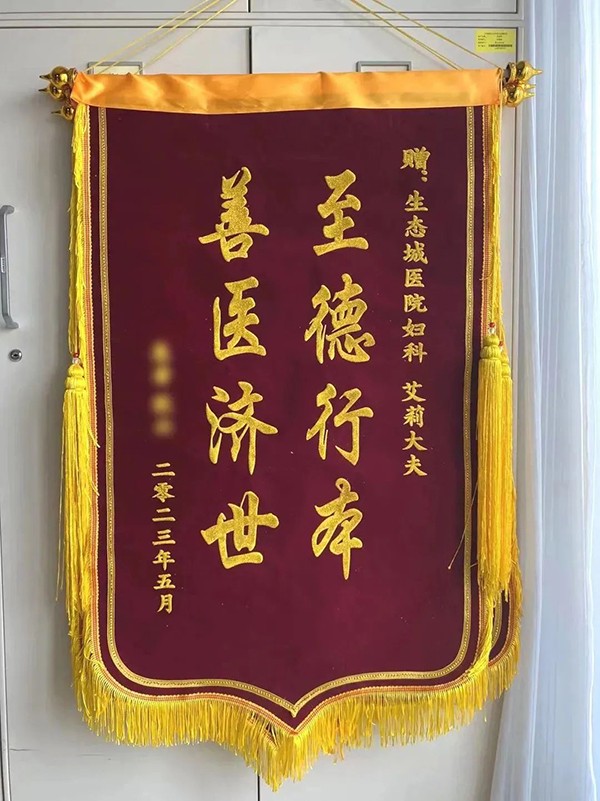 赠：生态城医院妇科 艾莉大夫
至德行本
善医济世
二零二三年五月